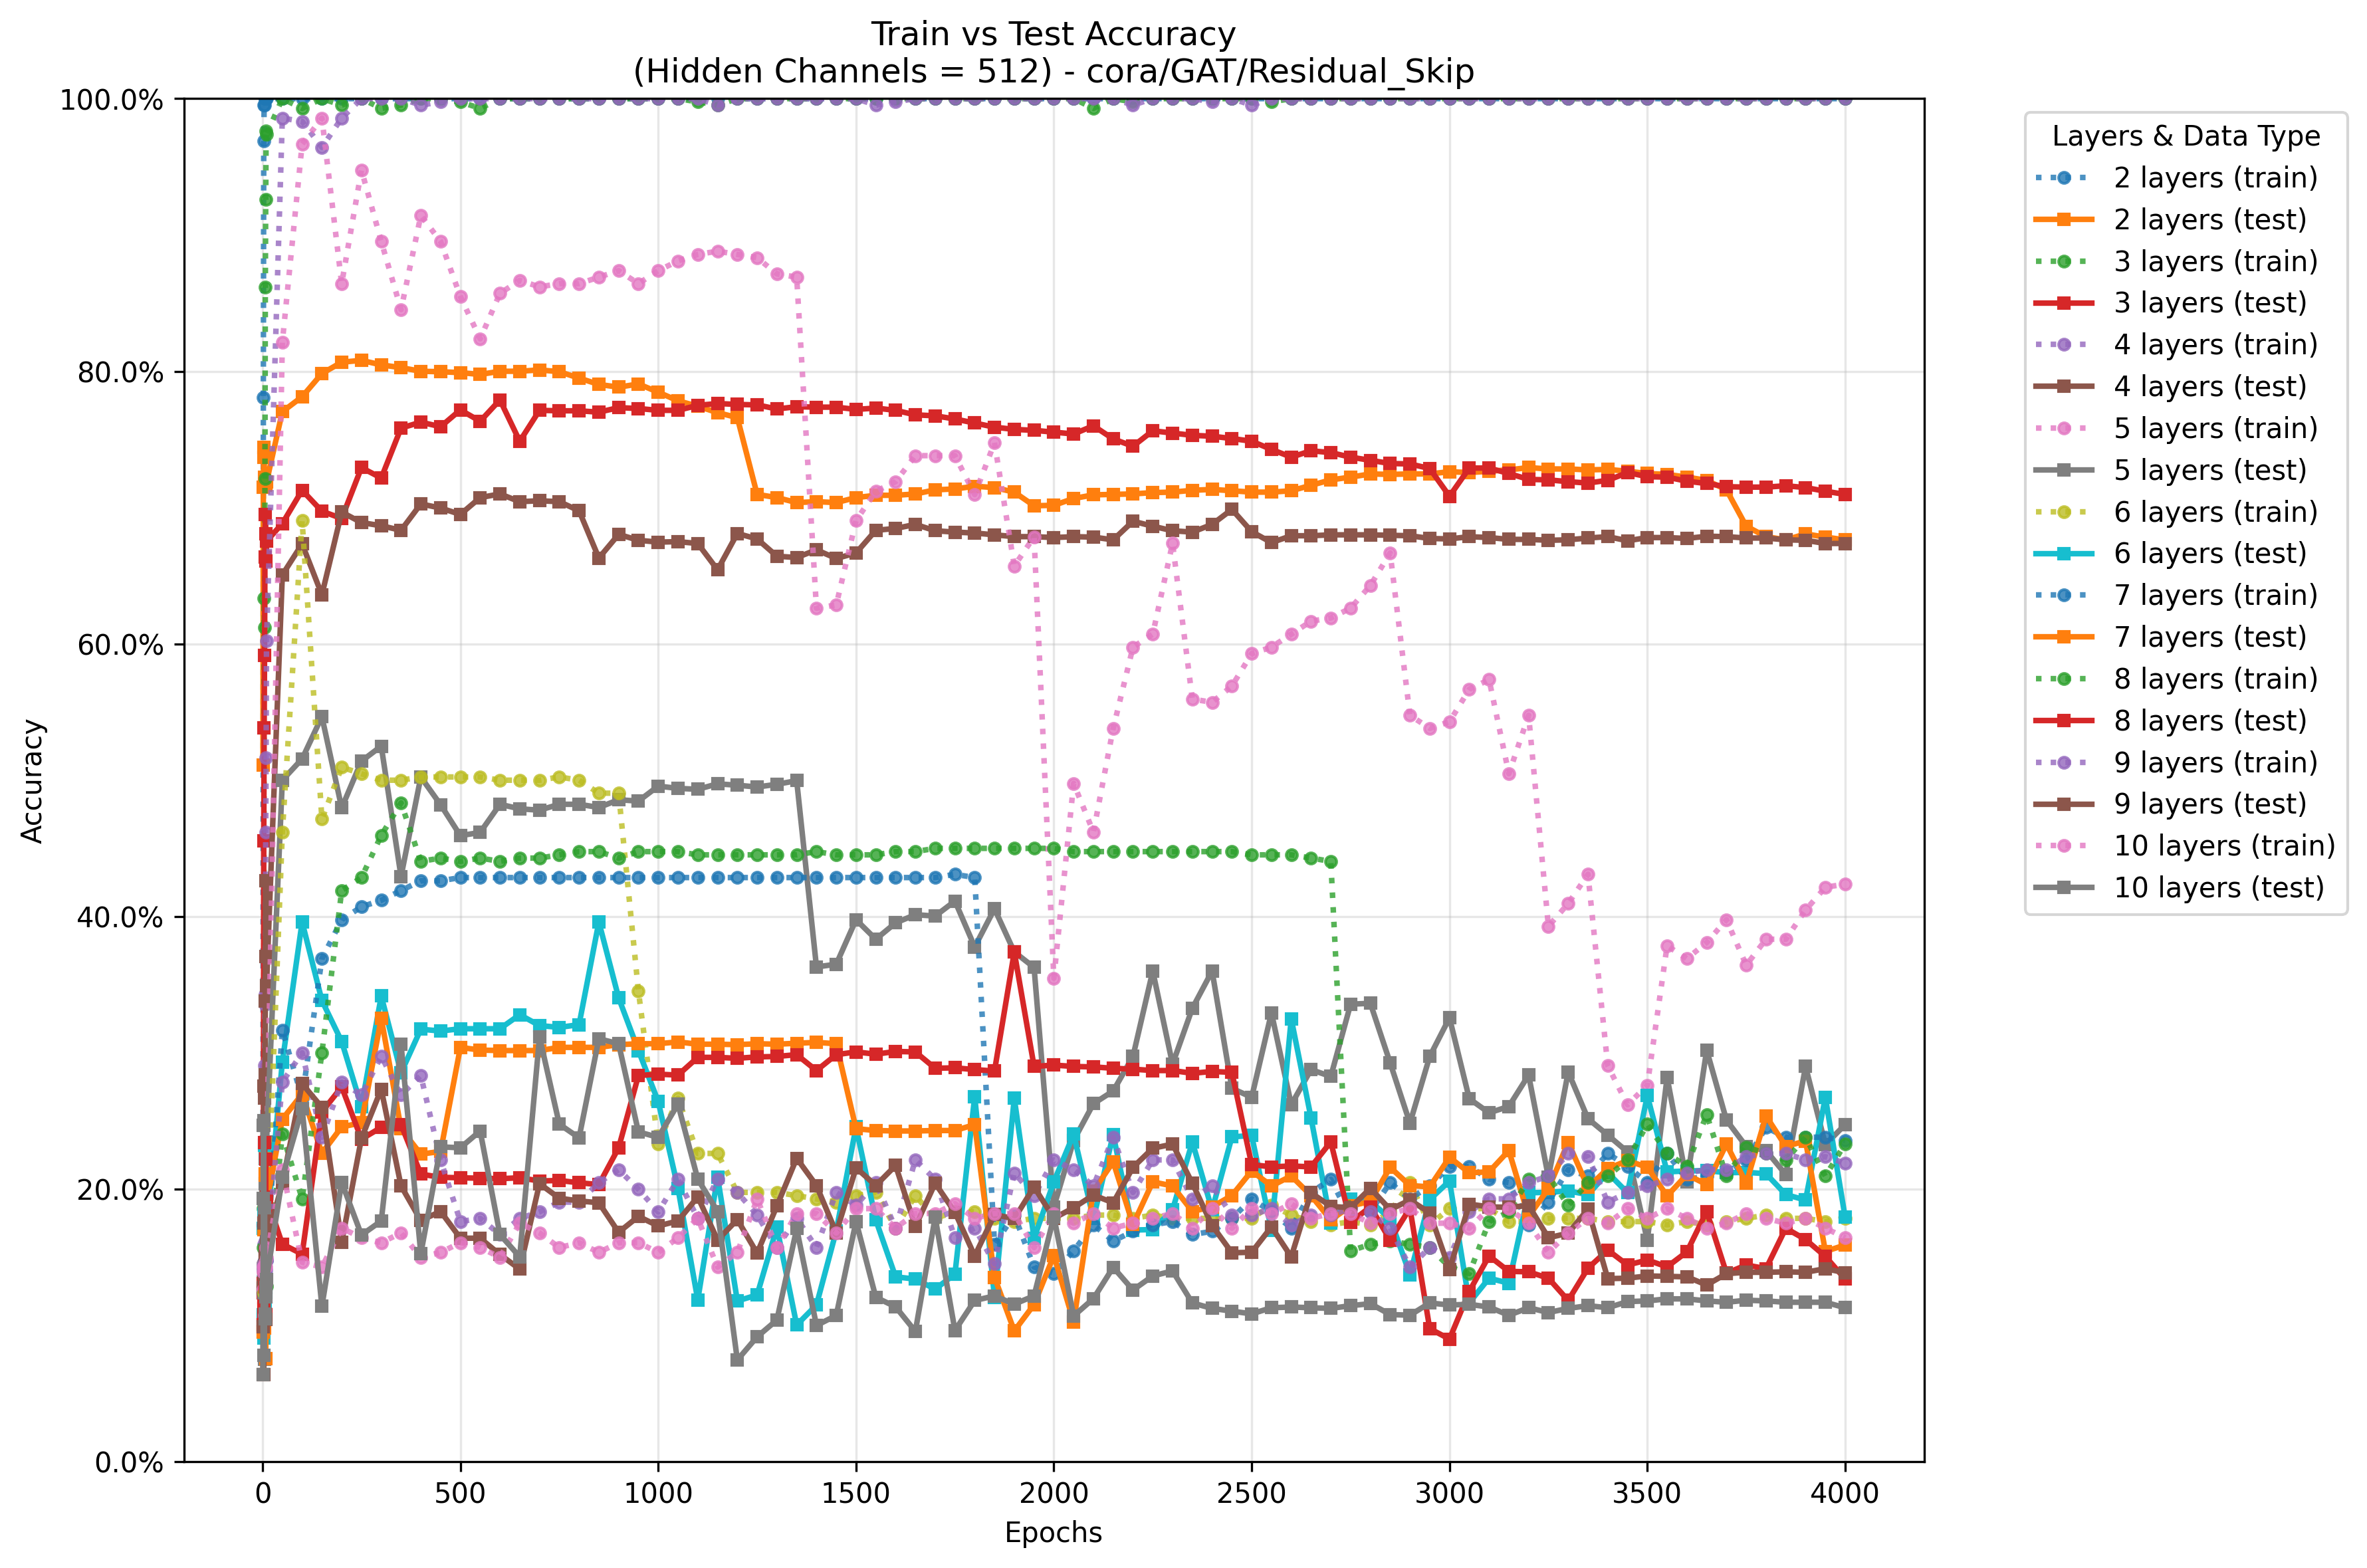 Train vs Test Accuracy
(Hidden Channels = 512) - cora/GAT/Residual_Skip
100.0%
80.0%
60.0%
40.0%
20.0%
0.0%
Accuracy
0
500
1000
1500
2000
2500
3000
3500
4000
Epochs
Layers & Data Type
2 layers (train)
2 layers (test)
3 layers (train)
3 layers (test)
4 layers (train)
4 layers (test)
5 layers (train)
5 layers (test)
6 layers (train)
6 layers (test)
7 layers (train)
7 layers (test)
8 layers (train)
8 layers (test)
9 layers (train)
9 layers (test)
10 layers (train)
10 layers (test)